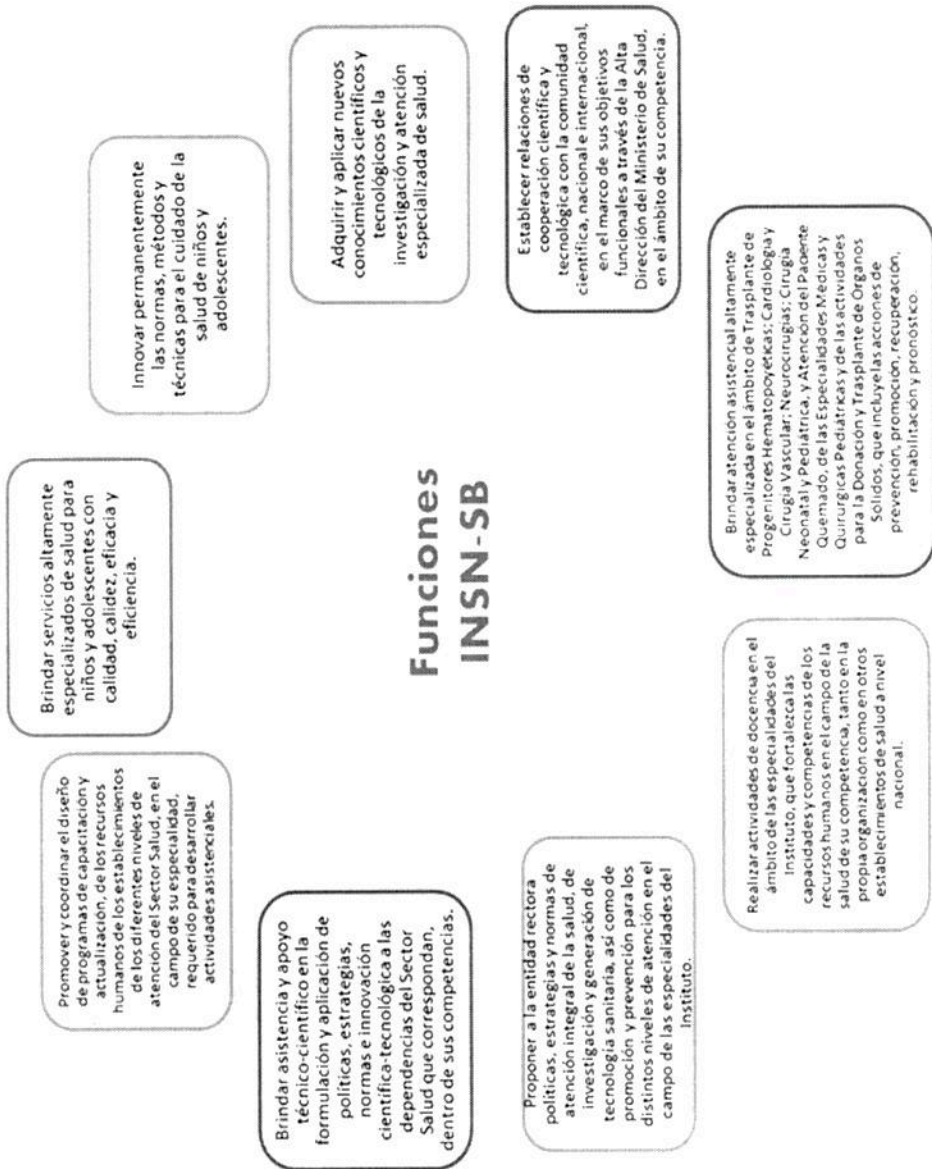 Brindar servicios altamente
especializados de salud para
niños y adolescentes con
calidad, calidez, eficacia y
eficiencia.
Innovar permanentemente
las normas, métodos y
técnicas para el cuidado de la
salud de niños y
adolescentes.
Adquirir y aplicar nuevos
conocimientos científicos y
tecnológicos de la
investigación y atención
especializada de salud.
Establecer relaciones de
cooperación científica y
tecnológica con la comunidad
científica, nacional e internacional,
en el marco de sus objetivos
funcionales a través de la Alta
Dirección del Ministerio de Salud,
en el ámbito de su competencia.
Brindar atención asistencial altamente
especializada en el ámbito de Trasplante de
Progenitores Hematopoyéticas; Cardiología y
Cirugía Vascular; Neurocirugias; Cirugía
Neonatal y Pediátrica, y Atención del Paciente
Quemado, de las Especialidades Medicas y
Quirurgicas Pediátricas y de las actividades
para la Donación y Trasplante de Organos
Sólidos, que incluye las acciones de
prevención, promoción, recuperación,
rehabilitación y pronóstico.
Realizar actividades de docencia en el
ámbito de las especialidades del
Instituto, que fortalezca las
capacidades y competencias de los
recursos humanos en el campo de la
salud de su competencia, tanto en la
propia organización como en otros
establecimientos de salud a nivel
nacional.
Proponer a la entidad rectora
políticas, estrategias y normas de
atención integral de la salud, de
investigación y generación de
tecnología sanitaria, así como de
promoción y prevención para los
distintos niveles de atención en el
campo de las especialidades del
Instituto.
Brindar asistencia y apoyo
técnico-científico en la
formulación y aplicación de
políticas, estrategias,
normas e innovación
científica-tecnológica a las
dependencias del Sector
Salud que correspondan,
dentro de sus competencias.
Promover y coordinar el diseño
de programas de capacitación y
actualización, de los recursos
humanos de los establecimientos
de los diferentes niveles de
atención del Sector Salud, en el
campo de su especialidad,
requerido para desarrollar
actividades asistenciales.
Funciones
INSN-SB